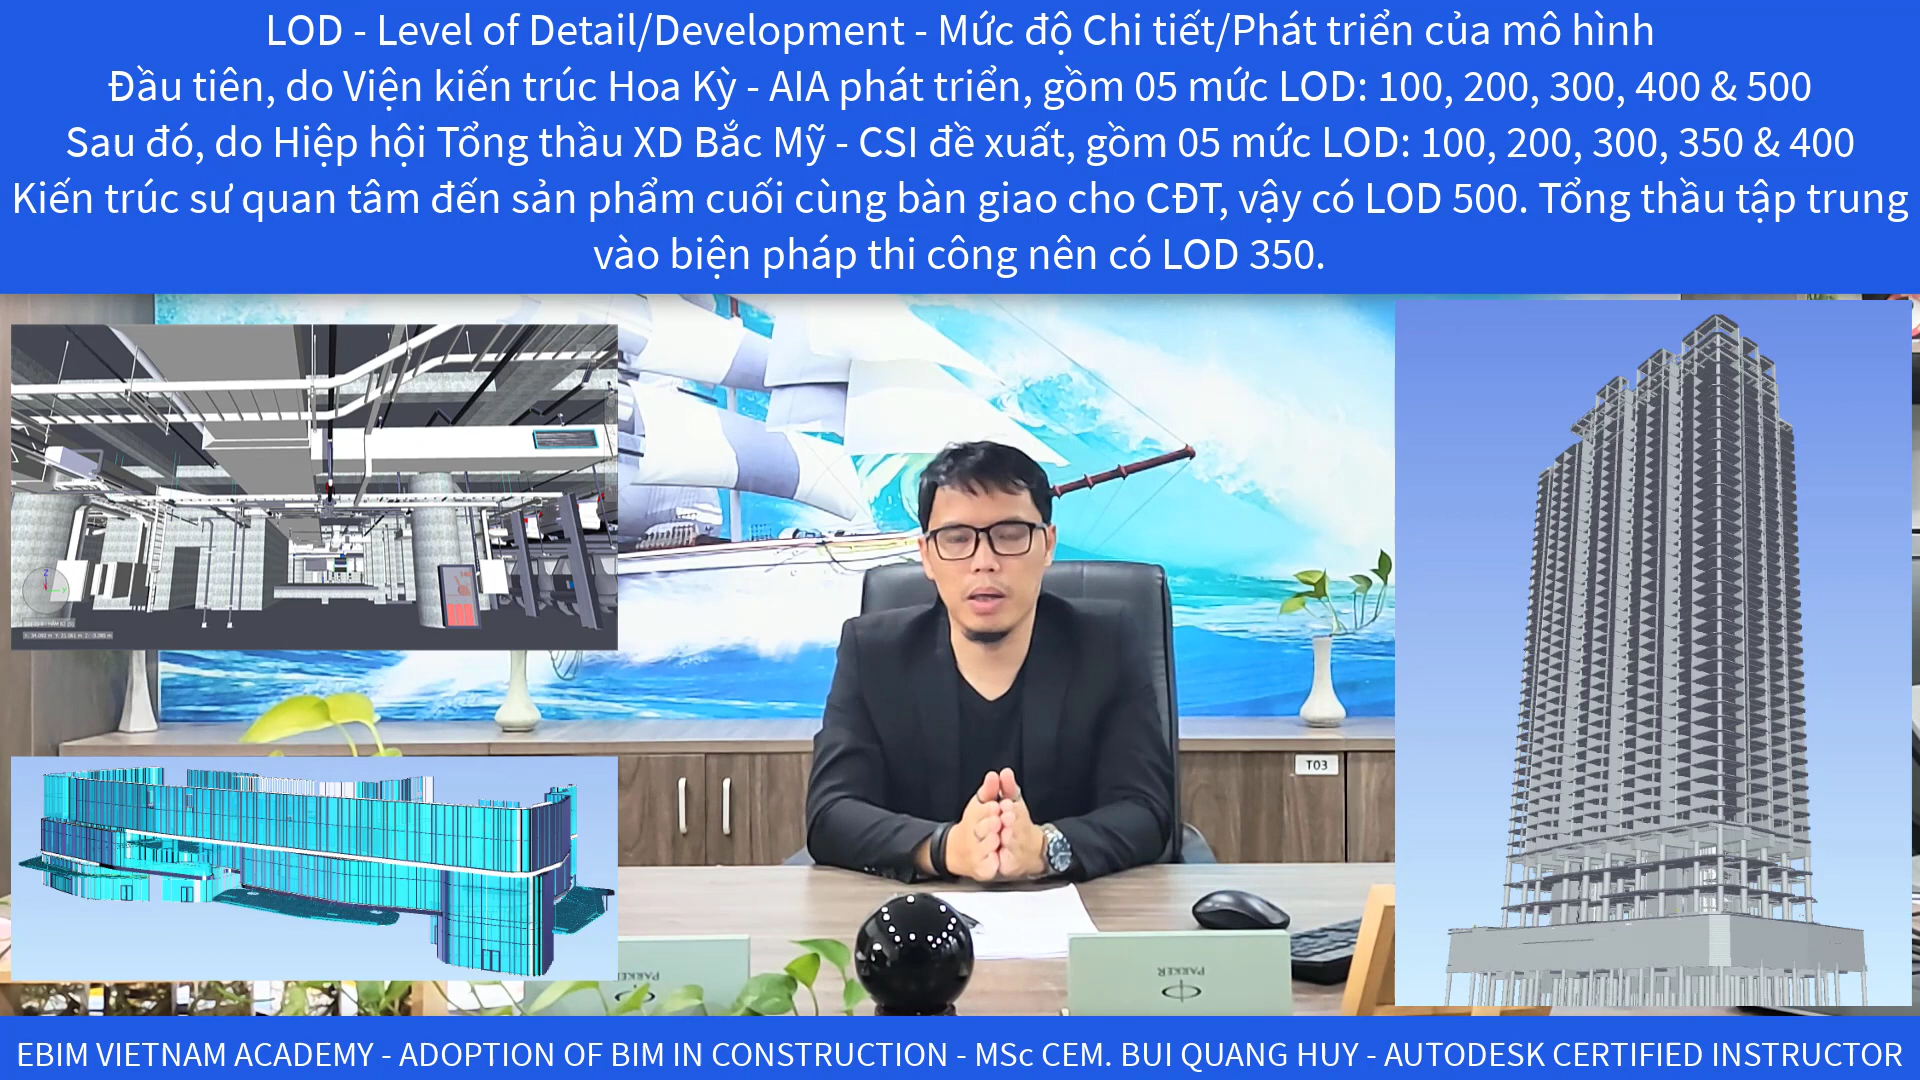 LOD - Level of Detail/Development - Mức độ Chi tiết/Phát triển của mô hình
Đầu tiên, do Viện kiến trúc Hoa Kỳ - AIA phát triển, gồm 05 mức LOD: 100, 200, 300, 400 & 500
Sau đó, do Hiệp hội Tổng thầu XD Bắc Mỹ - CSI đề xuất, gồm 05 mức LOD: 100, 200, 300, 350 & 400
Kiến trúc sư quan tâm đến sản phẩm cuối cùng bàn giao cho CĐT, vậy có LOD 500. Tổng thầu tập trung
vào biện pháp thi công nên có LOD 350.
T03
PARKER
PARKER
EBIM VIETNAM ACADEMY - ADOPTION OF BIM IN CONSTRUCTION - MSc CEM. BUI QUANG HUY - AUTODESK CERTIFIED INSTRUCTOR